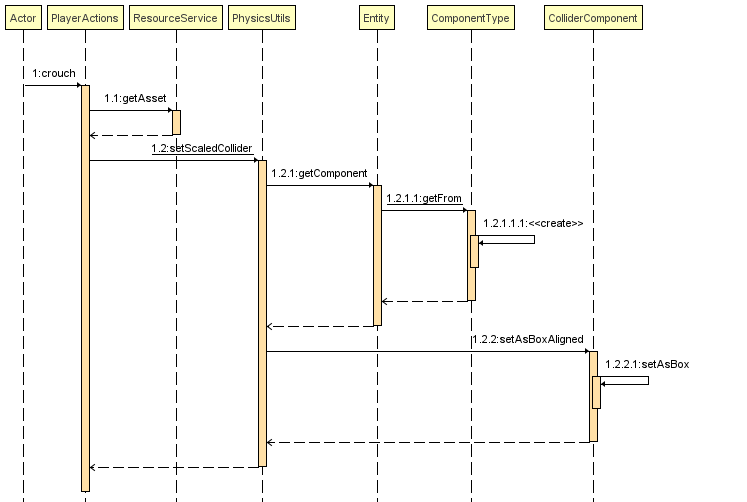 Actor
PlayerActions
ResourceService
PhysicsUtils
Entity
ComponentType
ColliderComponent
1:crouch
1.1:getAsset
1.2:setScaledCollider
1.2.1:getComponent
1.2.1.1:getFrom
1.2.1.1.1:<<create>>
1.2.2:setAsBoxAligned
1.2.2.1:setAsBox